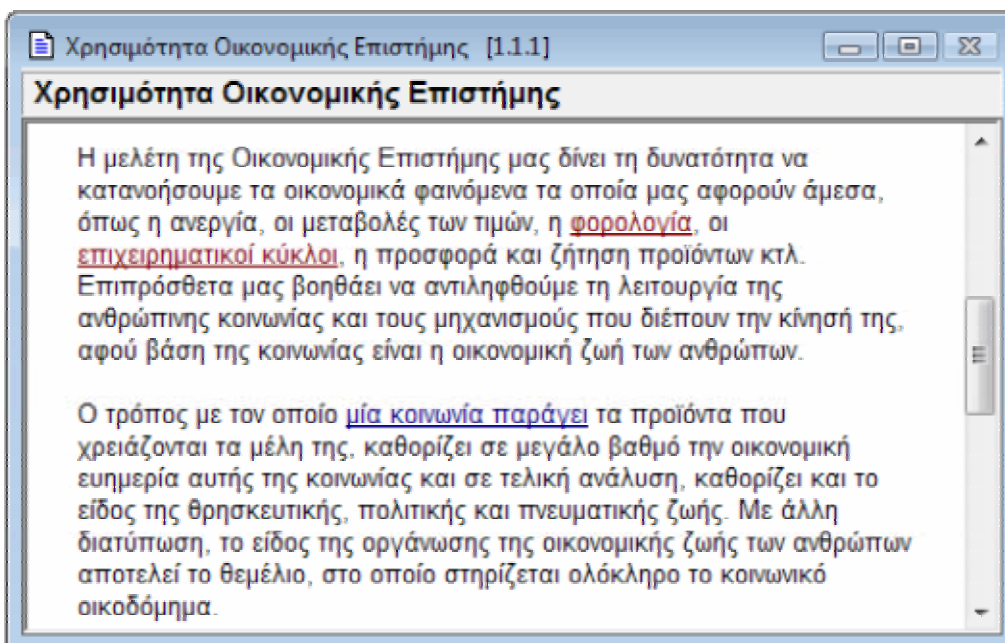 Χρησιμότητα Οικονομικής Επιστήμης [1.1.1]
Χρησιμότητα Οικονομικής Επιστήμης
Η μελέτη της Οικονομικής Επιστήμης μας δίνει τη δυνατότητα να
κατανοήσουμε τα οικονομικά φαινόμενα τα οποία μας αφορούν άμεσα,
όπως η ανεργία, οι μεταβολές των τιμών, η φορολογία, οι
επιχειρηματικοί κύκλοι, η προσφορά και ζήτηση προϊόντων κτλ.
Επιπρόσθετα μας βοηθάει να αντιληφθούμε τη λειτουργία της
ανθρώπινης κοινωνίας και τους μηχανισμούς που διέπουν την κίνησή της,
αφού βάση της κοινωνίας είναι η οικονομική ζωή των ανθρώπων.
Ο τρόπος με τον οποίο μία κοινωνία παράγει τα προϊόντα που
χρειάζονται τα μέλη της, καθορίζει σε μεγάλο βαθμό την οικονομική
ευημερία αυτής της κοινωνίας και σε τελική ανάλυση, καθορίζει και το
είδος της θρησκευτικής, πολιτικής και πνευματικής ζωής. Με άλλη
διατύπωση, το είδος της οργάνωσης της οικονομικής ζωής των ανθρώπων
αποτελεί το θεμέλιο, στο οποίο στηρίζεται ολόκληρο το κοινωνικό
οικοδόμημα.